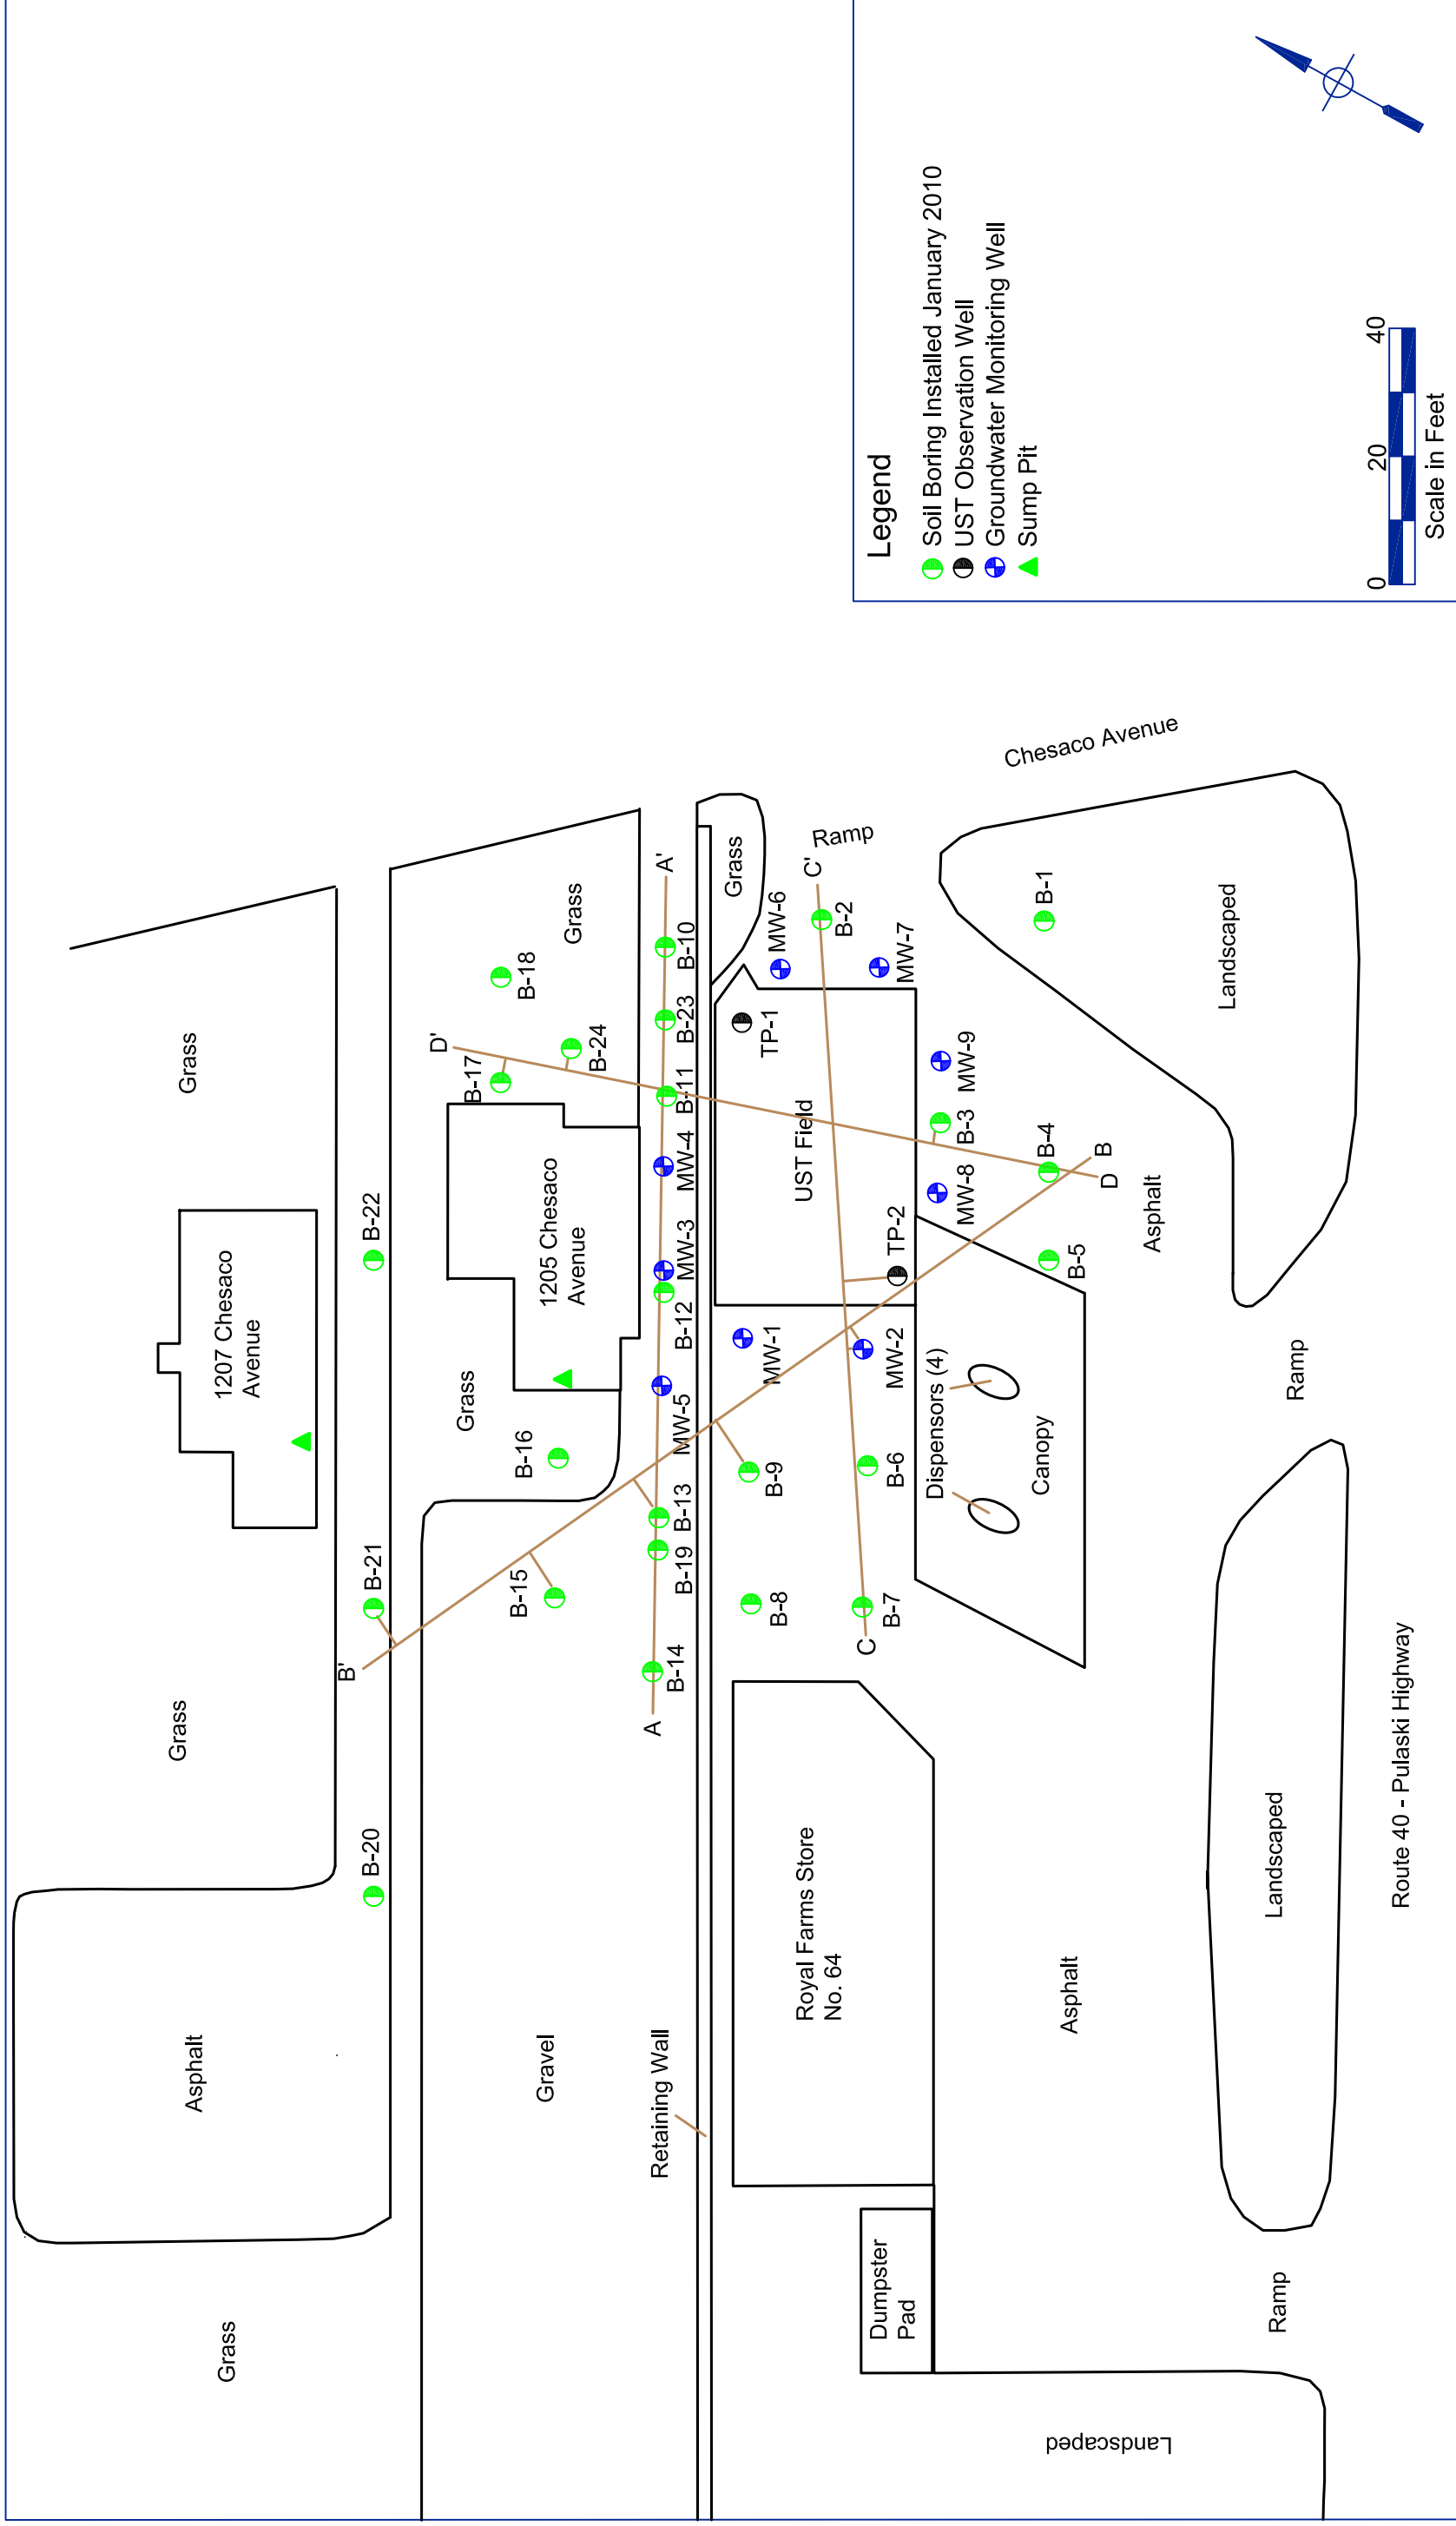 Grass
Asphalt
Grass
Grass
1207 Chesaco
Avenue
B-20
B-21
B-22
B'
D'
Gravel
B-15
B-16
Grass
1205 Chesaco
Avenue
B-17
B-18
B-24
Grass
Retaining Wall
A
B-14
B-19
B-13
MW-5
B-12
MW-3
MW-4
B-11
B-23
B-10
A'
Grass
Royal Farms Store
No. 64
B-8
B-9
MW-1
TP-1
MW-6
UST Field
C
B-7
B-6
MW-2
TP-2
C'
B-2
MW-7
Ramp
Dumpster
Pad
Dispensors (4)
Canopy
MW-8
B-3
MW-9
B-5
B-4
B
D
B-1
Chesaco Avenue
Landscaped
Asphalt
Asphalt
Landscaped
Ramp
Landscaped
Ramp
Route 40 - Pulaski Highway
Legend
Soil Boring Installed January 2010
UST Observation Well
Groundwater Monitoring Well
Sump Pit
0 20 40
Scale in Feet